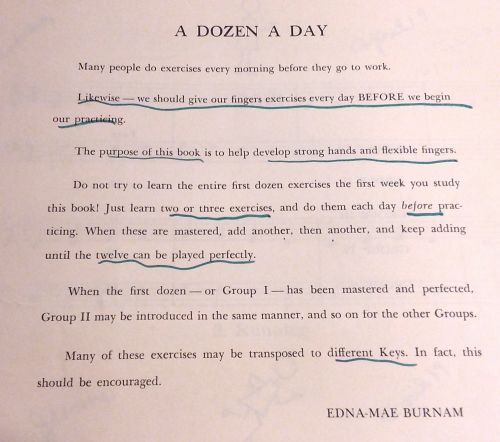 A DOZEN A DAY
Many people do exercises every morning before they go to work.
Likewise — we should give our fingers exercises every day BEFORE we begin
our practicing.
The purpose of this book is to help develop strong hands and flexible fingers.
Do not try to learn the entire first dozen exercises the first week you study
this book! Just learn two or three exercises, and do them each day before prac-
ticing. When these are mastered, add another, then another, and keep adding
until the twelve can be played perfectly.
When the first dozen — or Group I — has been mastered and perfected,
Group II may be introduced in the same manner, and so on for the other Groups.
Many of these exercises may be transposed to different Keys. In fact, this
should be encouraged.
EDNA-MAE BURNAM